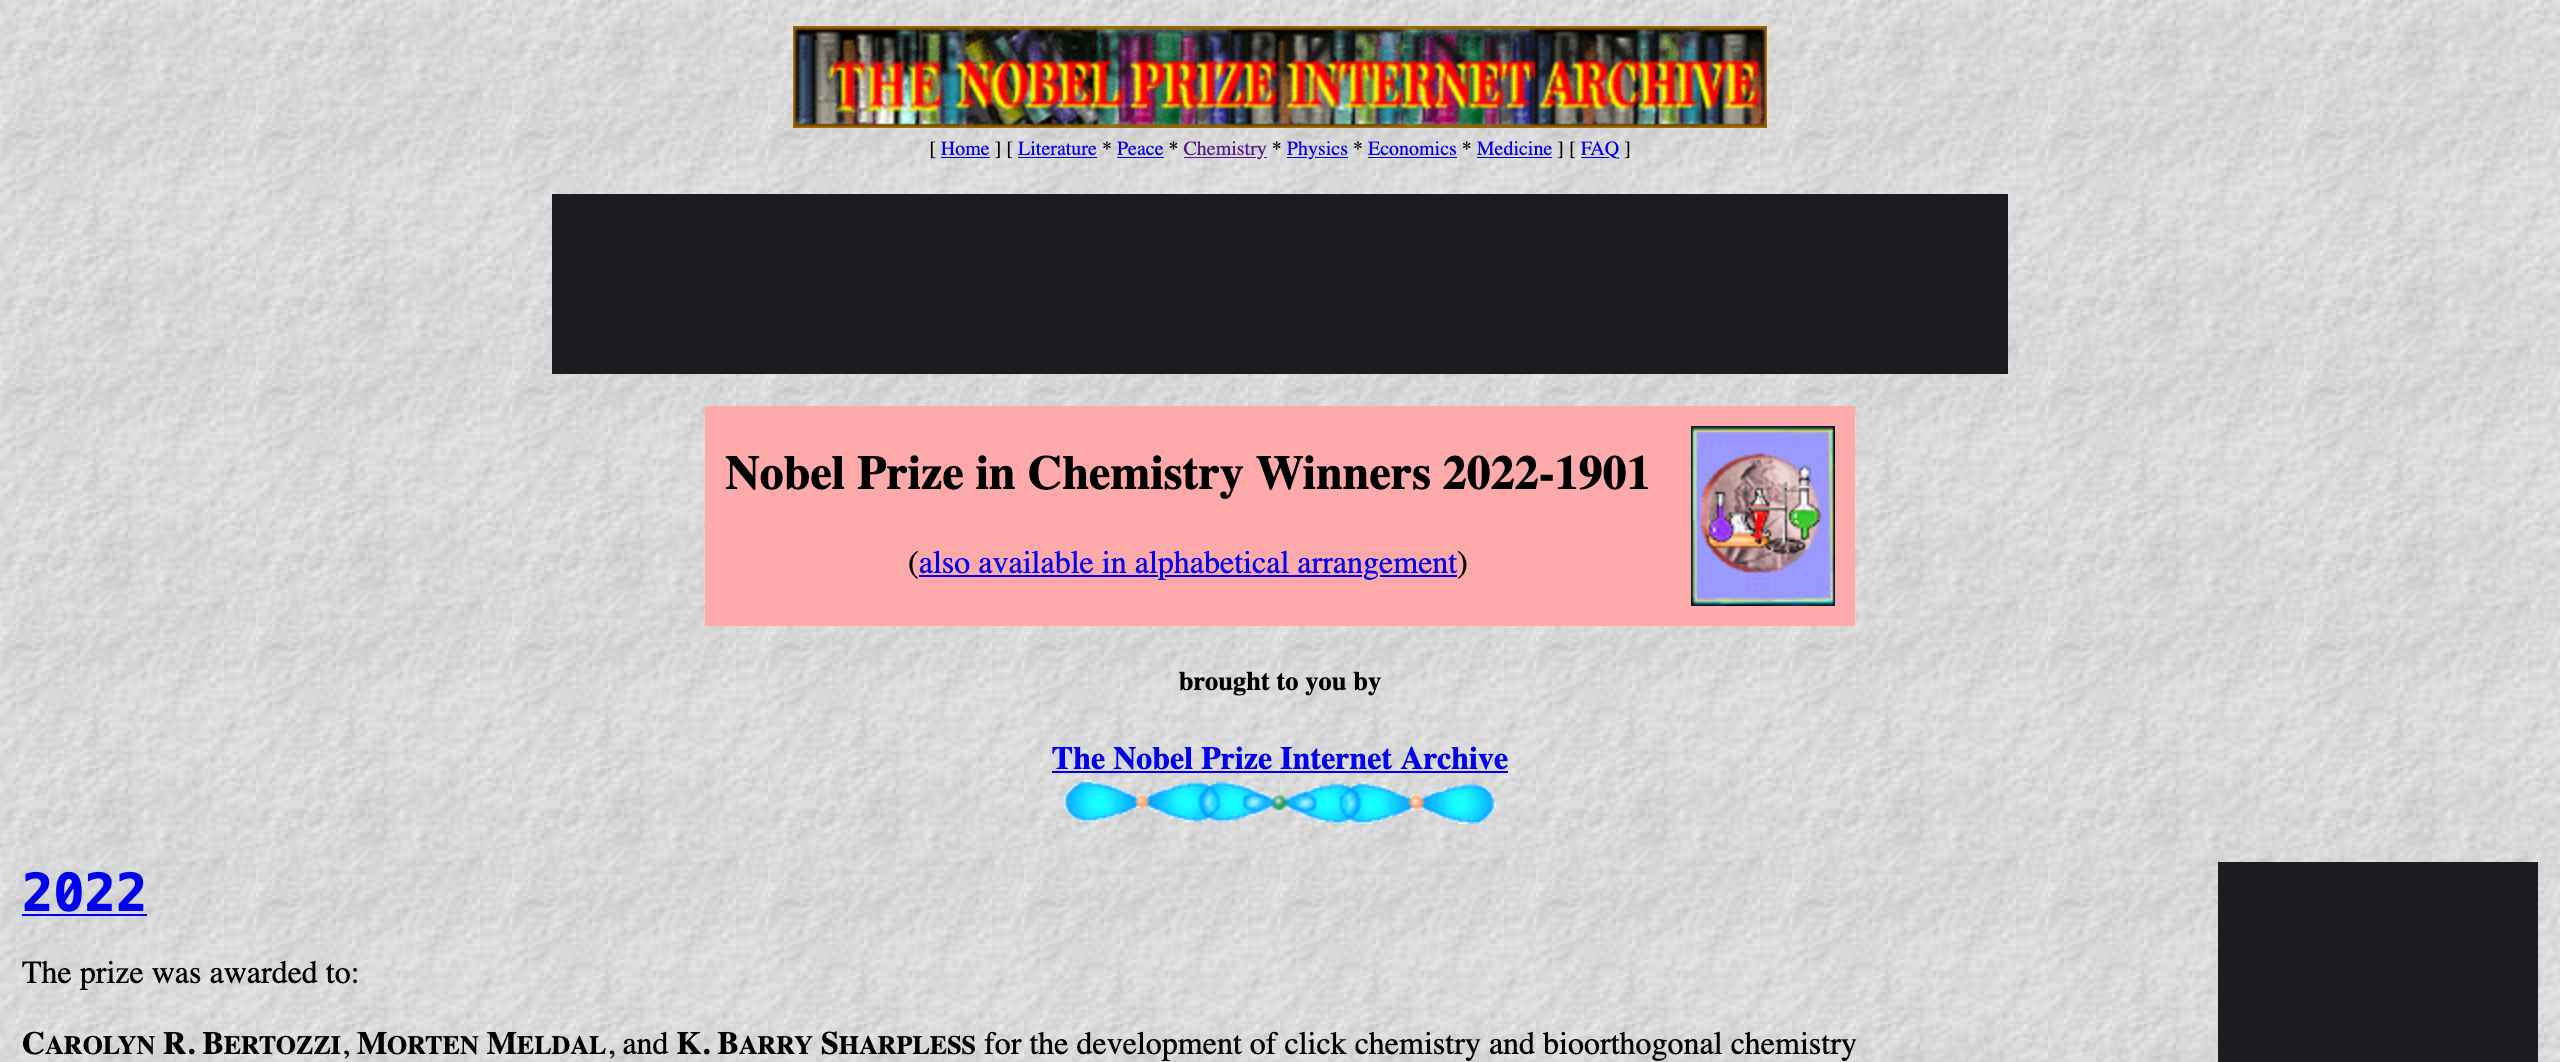 THE NOBEL PRIZE INTERNET ARCHIVE
[ Home ] [ Literature * Peace * Chemistry * Physics * Economics * Medicine ] [ FAQ ]
Nobel Prize in Chemistry Winners 2022-1901
(also available in alphabetical arrangement)
brought to you by
The Nobel Prize Internet Archive
2022
The prize was awarded to:
CAROLYN R. BERTOZZI, MORTEN MELDAL, and K. BARRY SHARPLESS for the development of click chemistry and bioorthogonal chemistry